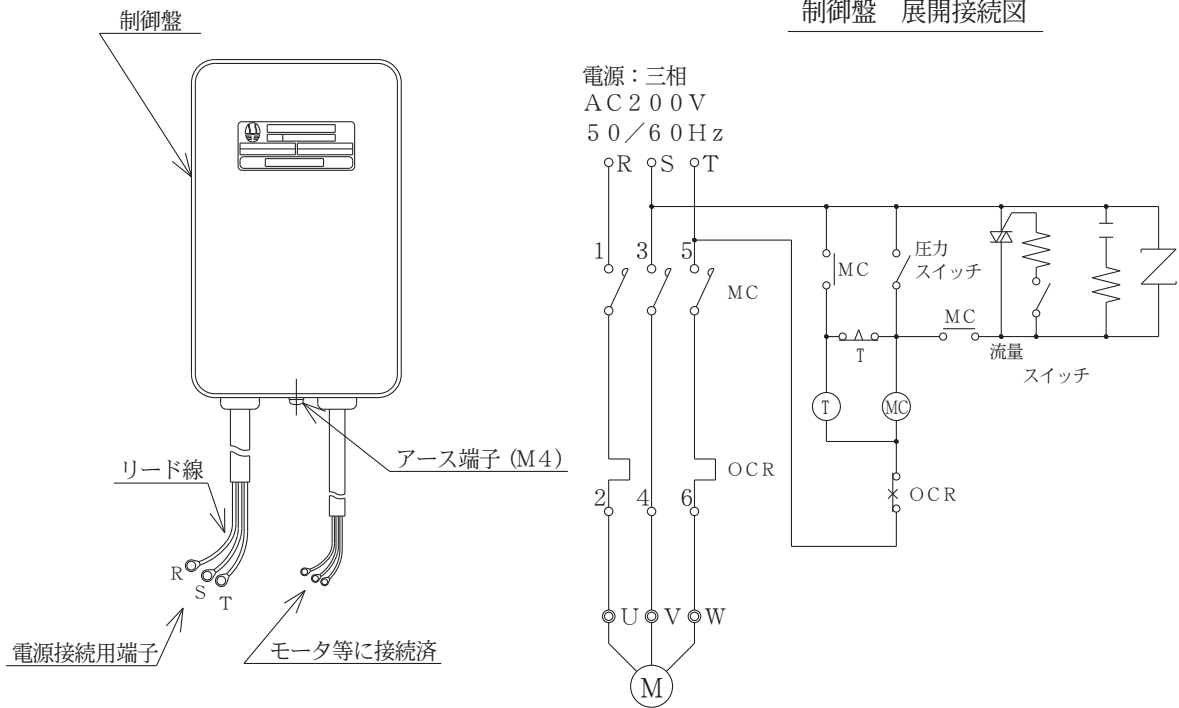 制御盤
制御盤　展開接続図
電源：三相
ＡＣ２００Ｖ
５０／６０Ｈｚ
R S T
1 3 5
MC
MC
圧力
スイッチ
MC
T
流量
スイッチ
T
MC
アース端子 (M4)
リード線
OCR
2 4 6
OCR
R
S
T
U V W
電源接続用端子
モータ等に接続済
M